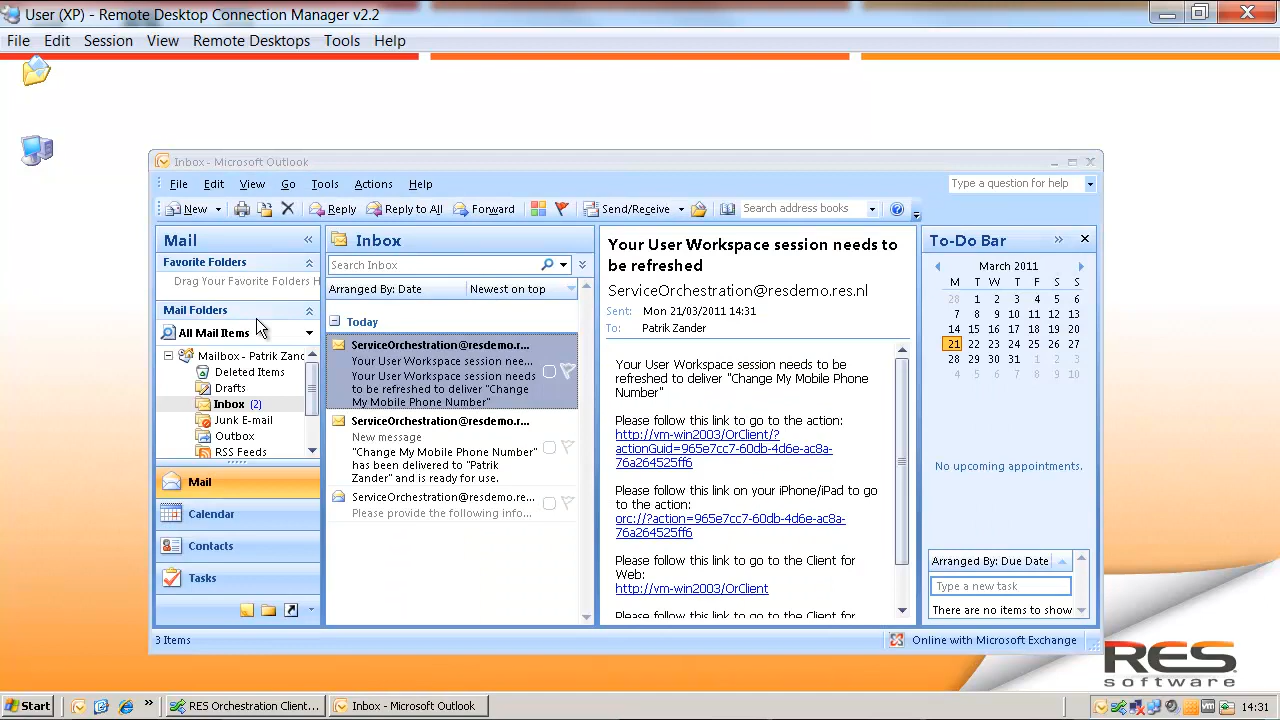 User (XP) - Remote Desktop Connection Manager v2.2
File Edit Session View Remote Desktops Tools Help
Inbox - Microsoft Outlook
File Edit View Go Tools Actions Help
Type a question for help
New Reply Reply to All Forward Send/Receive Search address books
Mail «
Favorite Folders
Drag Your Favorite Folders H
Mail Folders
All Mail Items
Mailbox - Patrik Zanc
Deleted Items
Drafts
Inbox (2)
Junk E-mail
Outbox
RSS Feeds
Mail
Calendar
Contacts
Tasks
Inbox
Search Inbox
Arranged By: Date Newest on top
Today
ServiceOrchestration@resdemo.r...
Your User Workspace session nee...
Your User Workspace session needs
to be refreshed to deliver "Change
My Mobile Phone Number"
ServiceOrchestration@resdemo.r...
New message
"Change My Mobile Phone Number"
has been delivered to "Patrik
Zander" and is ready for use.
ServiceOrchestration@resdemo.re...
Please provide the following info...
Your User Workspace session needs to
be refreshed
ServiceOrchestration@resdemo.res.nl
Sent: Mon 21/03/2011 14:31
To: Patrik Zander
Your User Workspace session needs to be
refreshed to deliver "Change My Mobile Phone
Number"
Please follow this link to go to the action:
http://vm-win2003/OrClient/?
actionGuid=965e7cc7-60db-4d6e-ac8a-
76a264525ff6
Please follow this link on your iPhone/iPad to go
to the action:
orc://?action=965e7cc7-60db-4d6e-ac8a-
76a264525ff6
Please follow this link to go to the Client for
Web:
http://vm-win2003/OrClient
Please follow this link to go to the Client for
To-Do Bar »
March 2011
M T W T F S S
28 1 2 3 4 5 6
7 8 9 10 11 12 13
14 15 16 17 18 19 20
21 22 23 24 25 26 27
28 29 30 31 1 2 3
4 5 6 7 8 9 10
No upcoming appointments.
Arranged By: Due Date
Type a new task
There are no items to show
3 Items
Online with Microsoft Exchange
RES
software
Start » RES Orchestration Client... Inbox - Microsoft Outlook 14:31